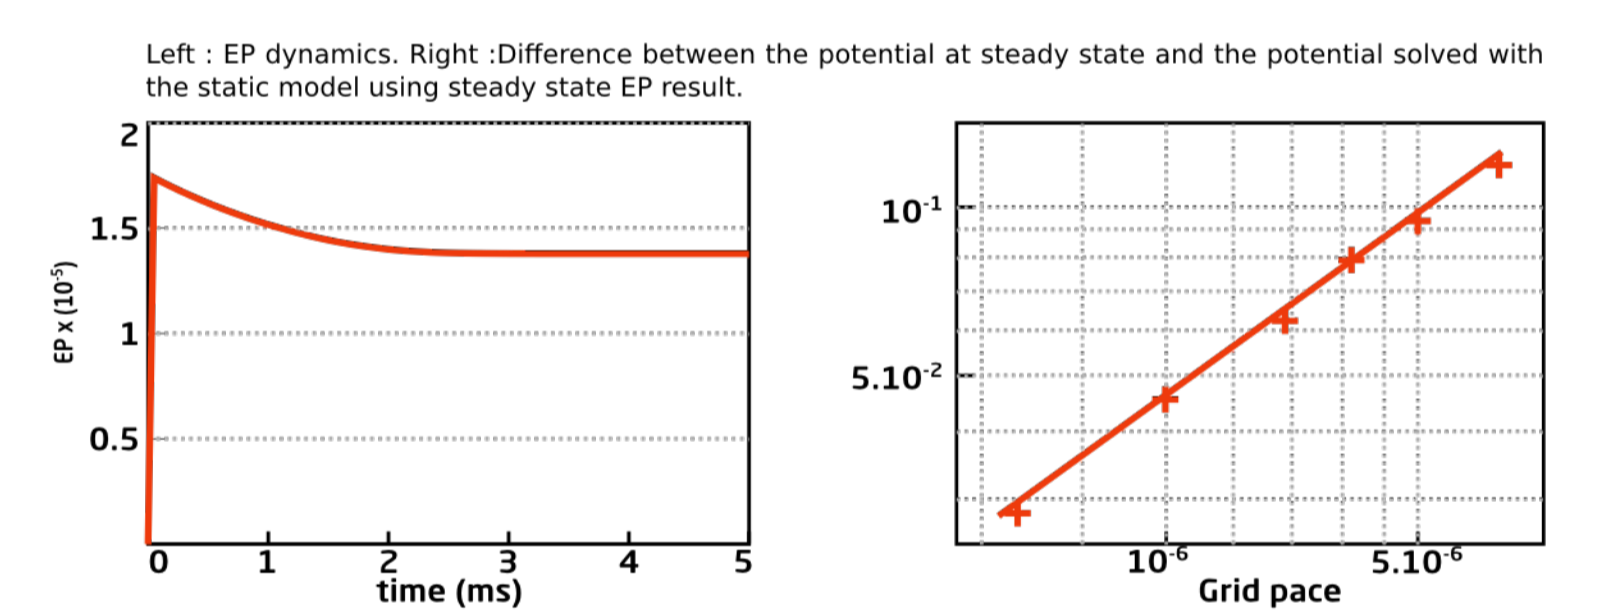 Left : EP dynamics. Right :Difference between the potential at steady state and the potential solved with
the static model using steady state EP result.
2
1.5
1
0.5
EP x (10⁻⁵)
0 1 2 3 4 5
time (ms)
10⁻¹
5.10⁻²
10⁻⁶ 5.10⁻⁶
Grid pace